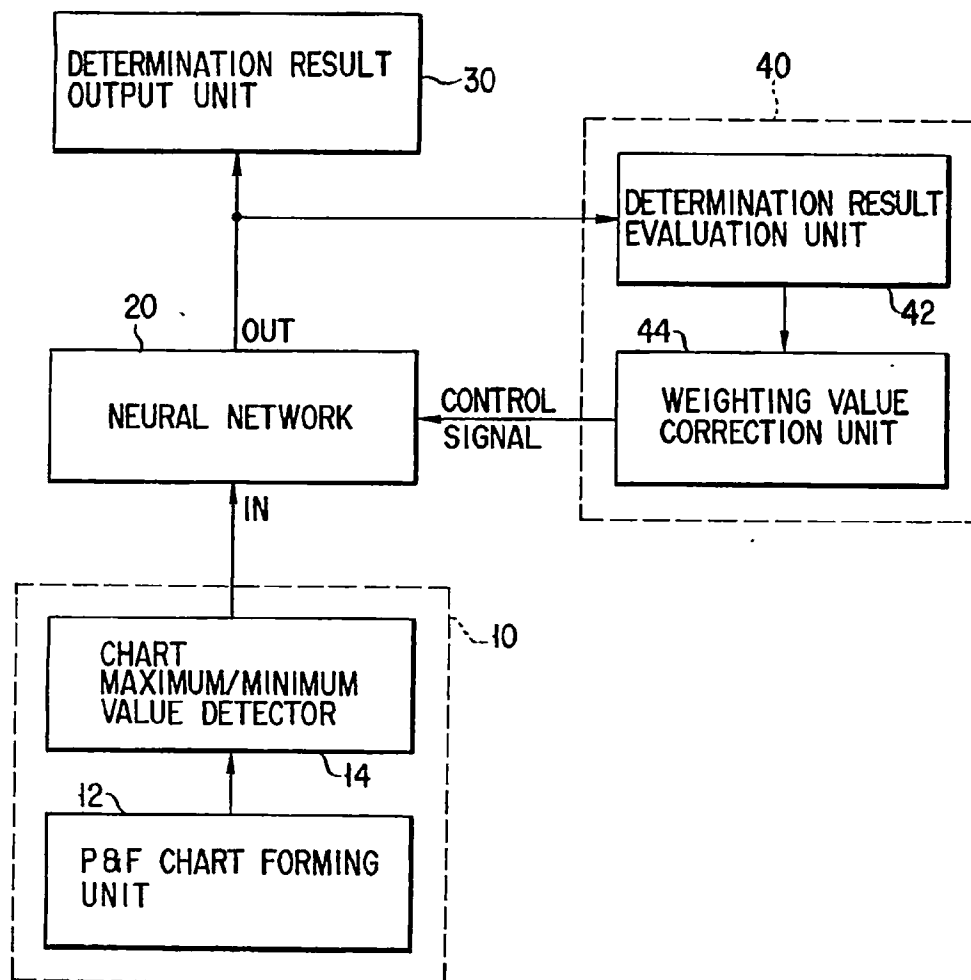 DETERMINATION RESULT
OUTPUT UNIT
30
40
DETERMINATION RESULT
EVALUATION UNIT
42
20
OUT
NEURAL NETWORK
CONTROL
SIGNAL
44
WEIGHTING VALUE
CORRECTION UNIT
IN
10
CHART
MAXIMUM/MINIMUM
VALUE DETECTOR
14
12
P&F CHART FORMING
UNIT